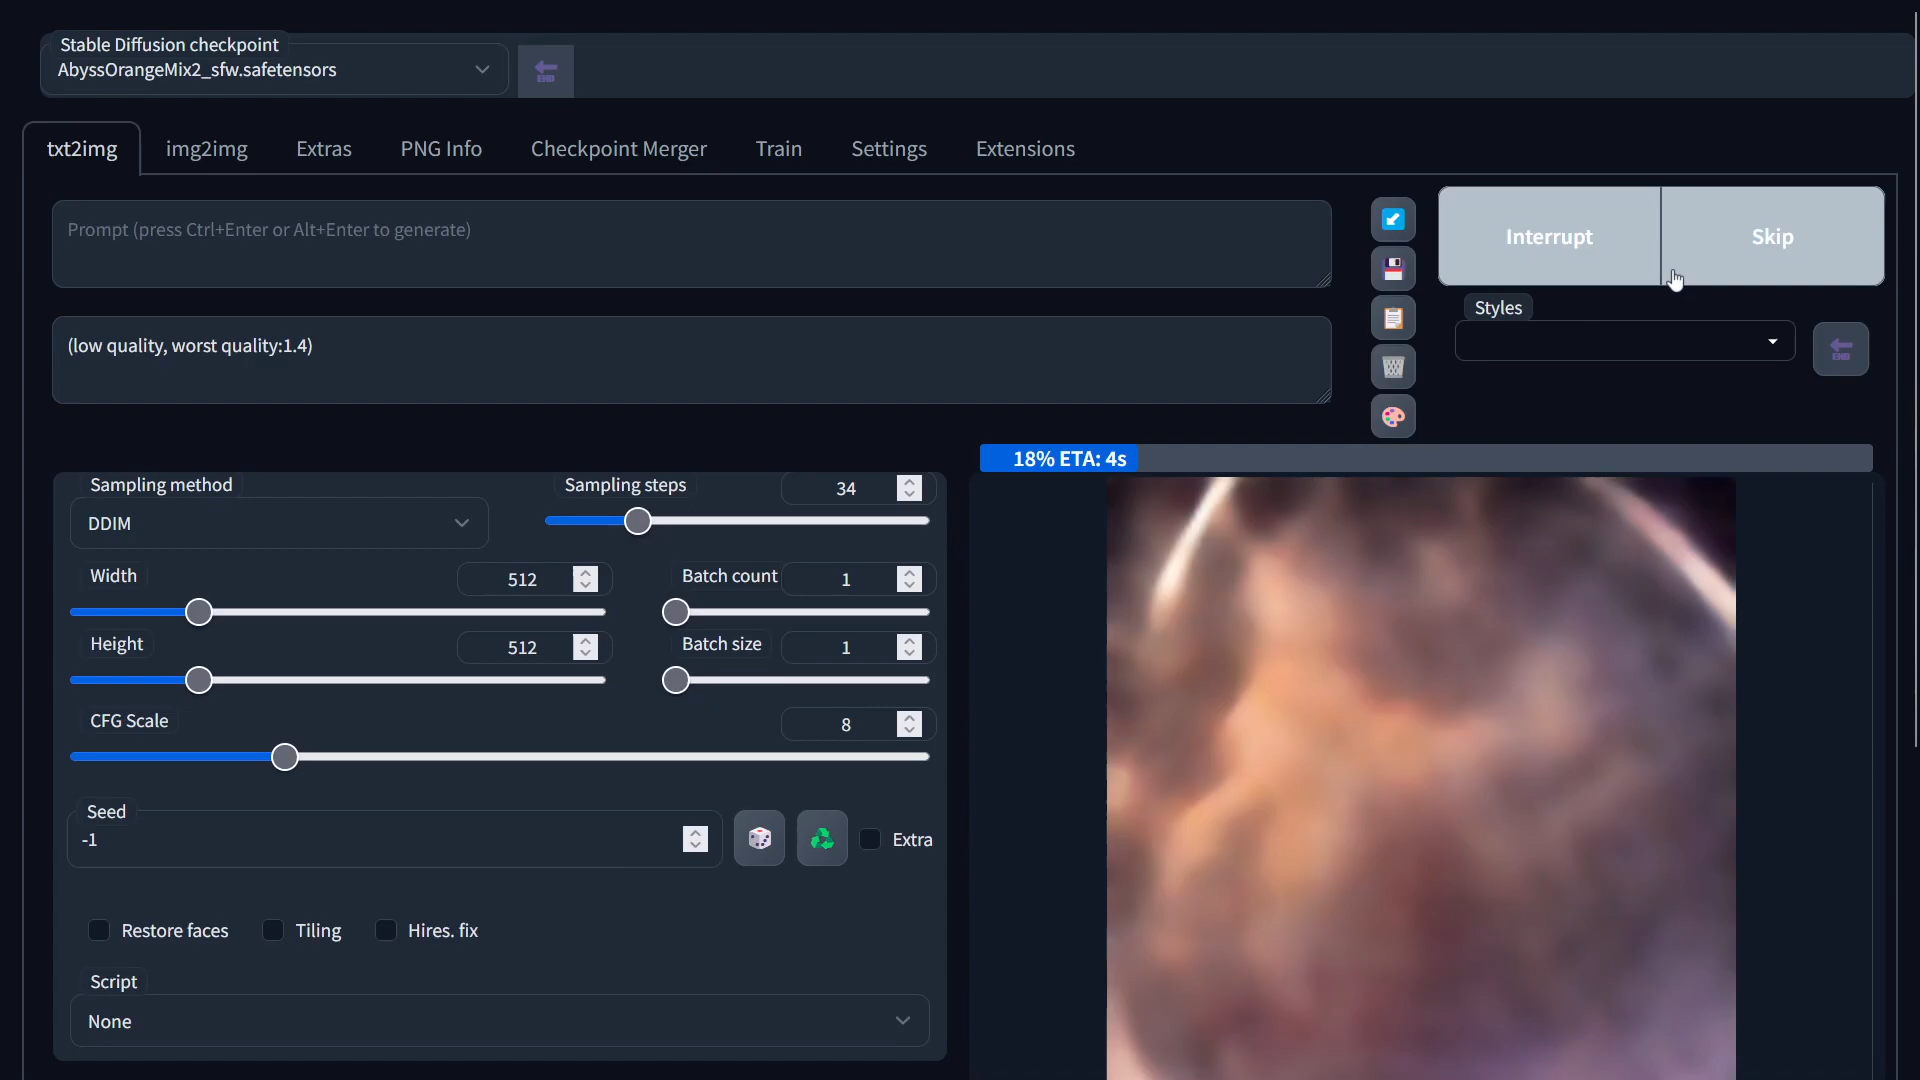 Stable Diffusion checkpoint
AbyssOrangeMix2_sfw.safetensors
END
txt2img img2img Extras PNG Info Checkpoint Merger Train Settings Extensions
Prompt (press Ctrl+Enter or Alt+Enter to generate)
Interrupt Skip
Styles
END
(low quality, worst quality:1.4)
18% ETA: 4s
Sampling method Sampling steps 34
DDIM
Width 512 Batch count 1
Height 512 Batch size 1
CFG Scale 8
Seed
-1
Extra
Restore faces Tiling Hires. fix
Script
None